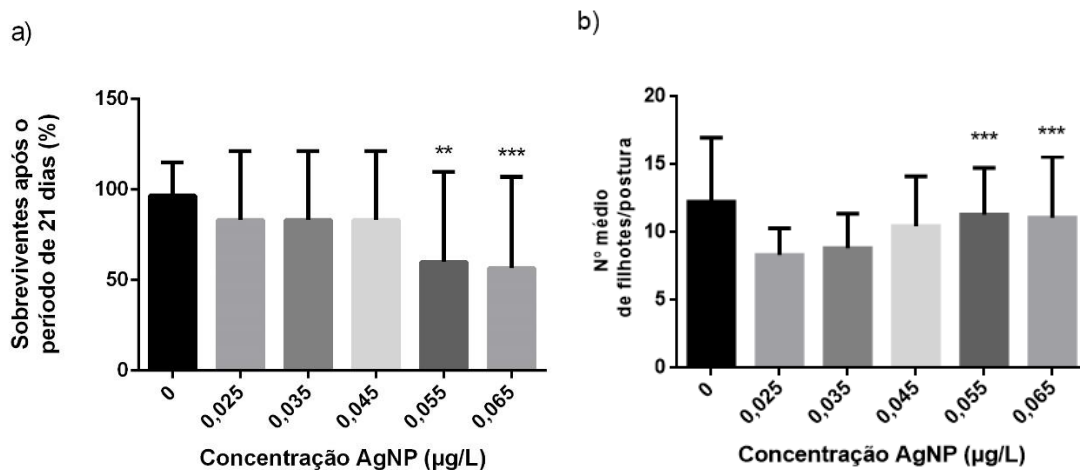 a)
Sobreviventes após o
período de 21 dias (%)
150
100
50
0
** ***
0 0,025 0,035 0,045 0,055 0,065
Concentração AgNP (µg/L)
b)
Nº médio
de filhotes/postura
20
15
10
5
0
*** ***
0 0,025 0,035 0,045 0,055 0,065
Concentração AgNP (µg/L)